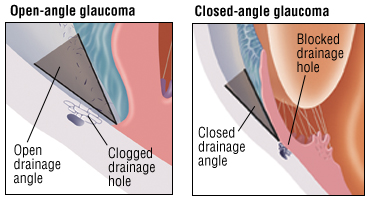 Open-angle glaucoma
Open
drainage
angle
Clogged
drainage
hole
Closed-angle glaucoma
Blocked
drainage
hole
Closed
drainage
angle